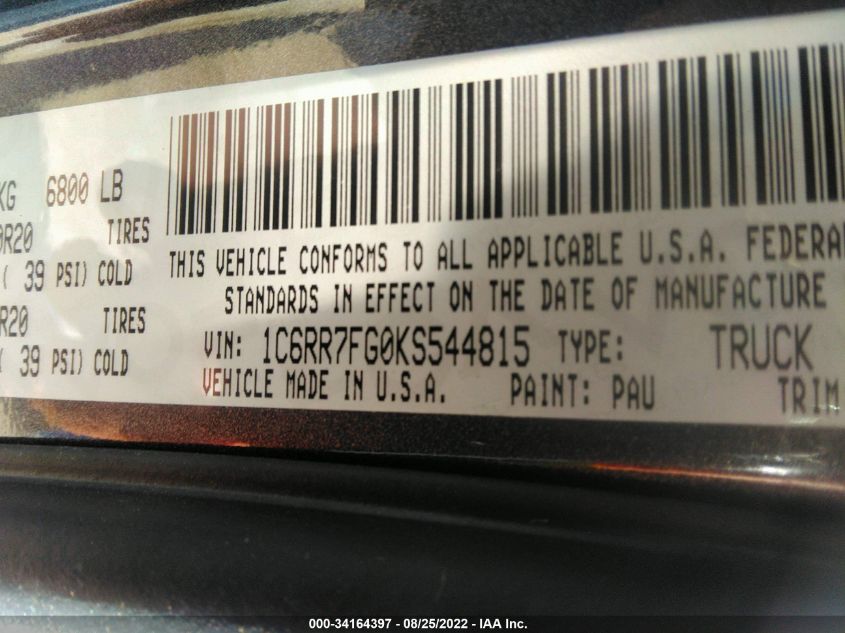 KG 6800 LB
0R20 TIRES
( 39 PSI) COLD
R20 TIRES
( 39 PSI) COLD
THIS VEHICLE CONFORMS TO ALL APPLICABLE U.S.A. FEDERA
STANDARDS IN EFFECT ON THE DATE OF MANUFACTURE
VIN: 1C6RR7FG0KS544815 TYPE: TRUCK
VEHICLE MADE IN U.S.A. PAINT: PAU TRIM
000-34164397 - 08/25/2022 - IAA Inc.